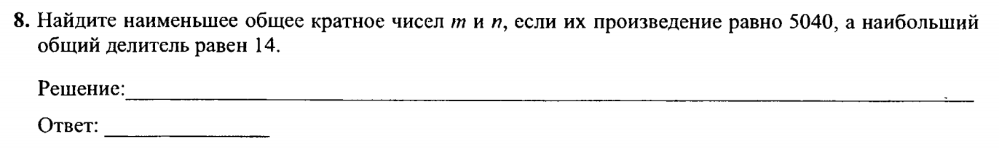 8. Найдите наименьшее общее кратное чисел m и n, если их произведение равно 5040, а наибольший
общий делитель равен 14.
Решение:
Ответ: